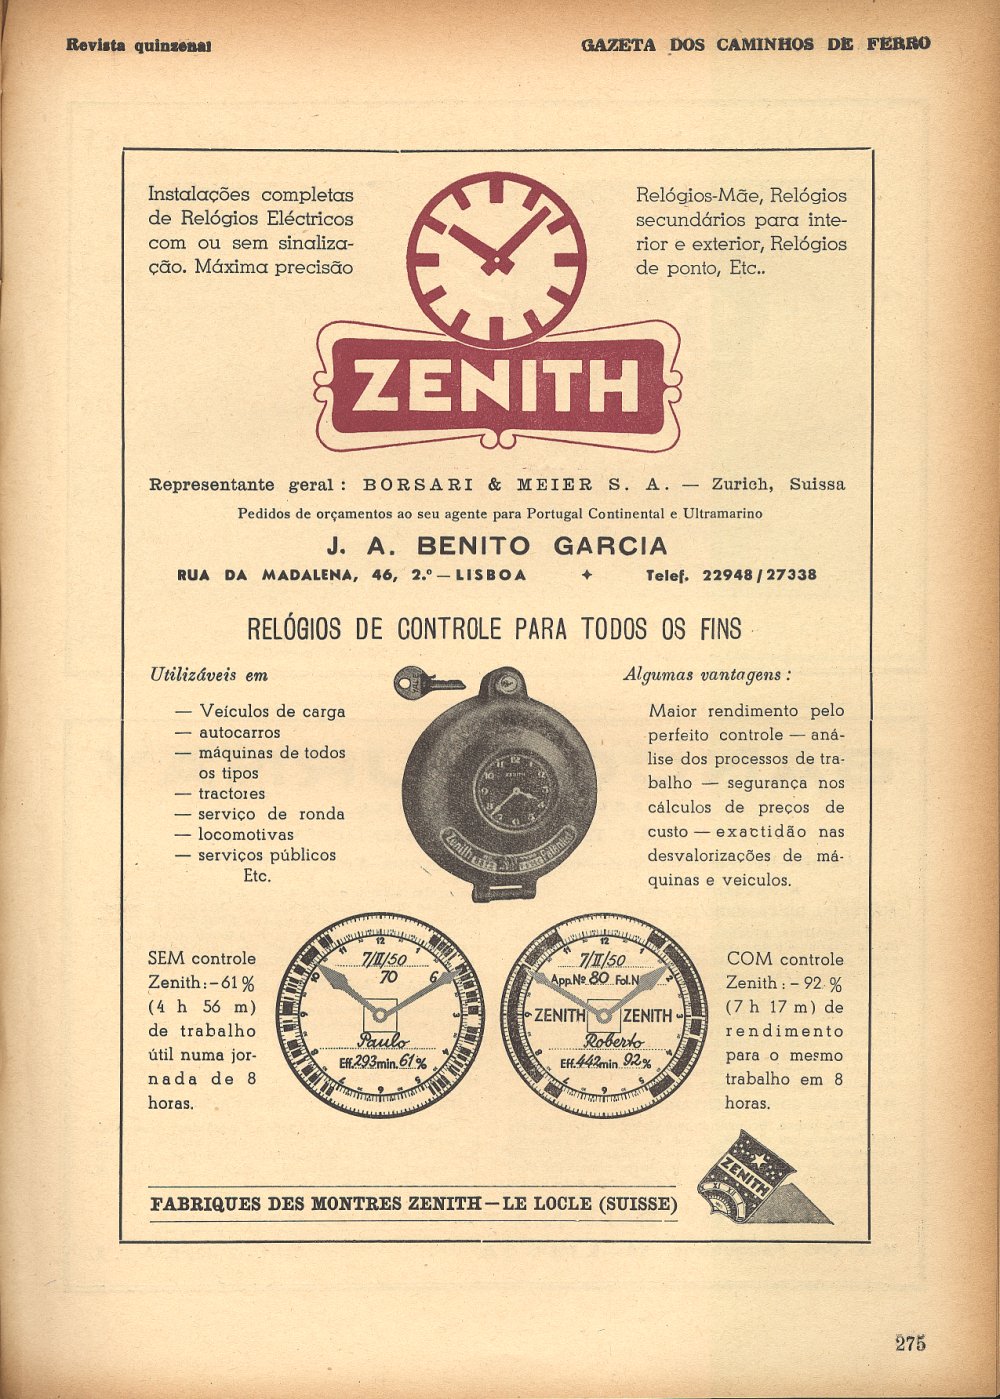 Revista quinzenal
GAZETA DOS CAMINHOS DE FERRO
Instalações completas
de Relógios Eléctricos
com ou sem sinaliza-
ção. Máxima precisão
Relógios-Mãe, Relógios
secundários para inte-
rior e exterior, Relógios
de ponto, Etc..
ZENITH
Representante geral : BORSARI & MEIER S. A. — Zurich, Suissa
Pedidos de orçamentos ao seu agente para Portugal Continental e Ultramarino
J. A. BENITO GARCIA
RUA DA MADALENA, 46, 2.º — LISBOA ✦ Telef. 22948 / 27338
RELÓGIOS DE CONTROLE PARA TODOS OS FINS
Utilizáveis em
— Veículos de carga
— autocarros
— máquinas de todos
os tipos
— tractores
— serviço de ronda
— locomotivas
— serviços públicos
Etc.
YALE
ZENITH
Zenith
Algumas vantagens :
Maior rendimento pelo
perfeito controle — aná-
lise dos processos de tra-
balho — segurança nos
cálculos de preços de
custo — exactidão nas
desvalorizações de má-
quinas e veiculos.
SEM controle
Zenith : - 61 %
(4 h 56 m)
de trabalho
útil numa jor-
nada de 8
horas.
7/II/50
70 6
Paulo
Eff. 293 min. 61 %
7/II/50
App. Nº 80 Fol. N
ZENITH ZENITH
Roberto
Eff. 442 min 92 %
COM controle
Zenith : - 92 %
(7 h 17 m) de
rendimento
para o mesmo
trabalho em 8
horas.
ZENITH
FABRIQUES DES MONTRES ZENITH — LE LOCLE (SUISSE)
275